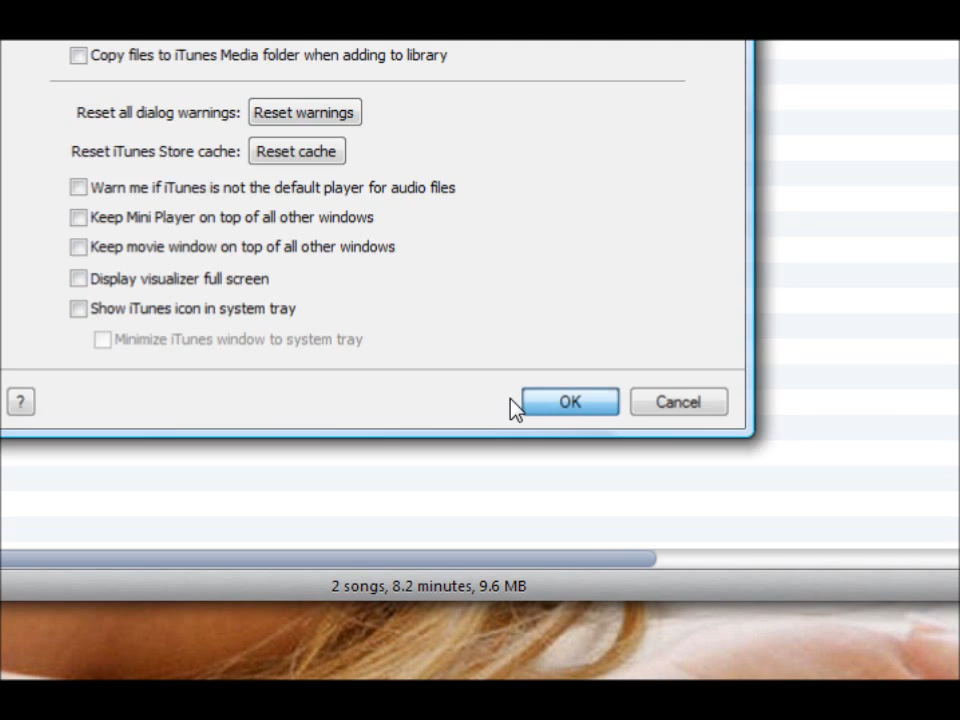 Copy files to iTunes Media folder when adding to library
Reset all dialog warnings: Reset warnings
Reset iTunes Store cache: Reset cache
Warn me if iTunes is not the default player for audio files
Keep Mini Player on top of all other windows
Keep movie window on top of all other windows
Display visualizer full screen
Show iTunes icon in system tray
Minimize iTunes window to system tray
? OK Cancel
2 songs, 8.2 minutes, 9.6 MB